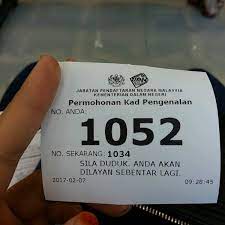 JABATAN PENDAFTARAN NEGARA MALAYSIA
KEMENTERIAN DALAM NEGERI
Permohonan Kad Pengenalan
NO. ANDA:
1052
NO. SEKARANG: 1034
SILA DUDUK. ANDA AKAN
DILAYAN SEBENTAR LAGI.
2017-02-07 09:28:45